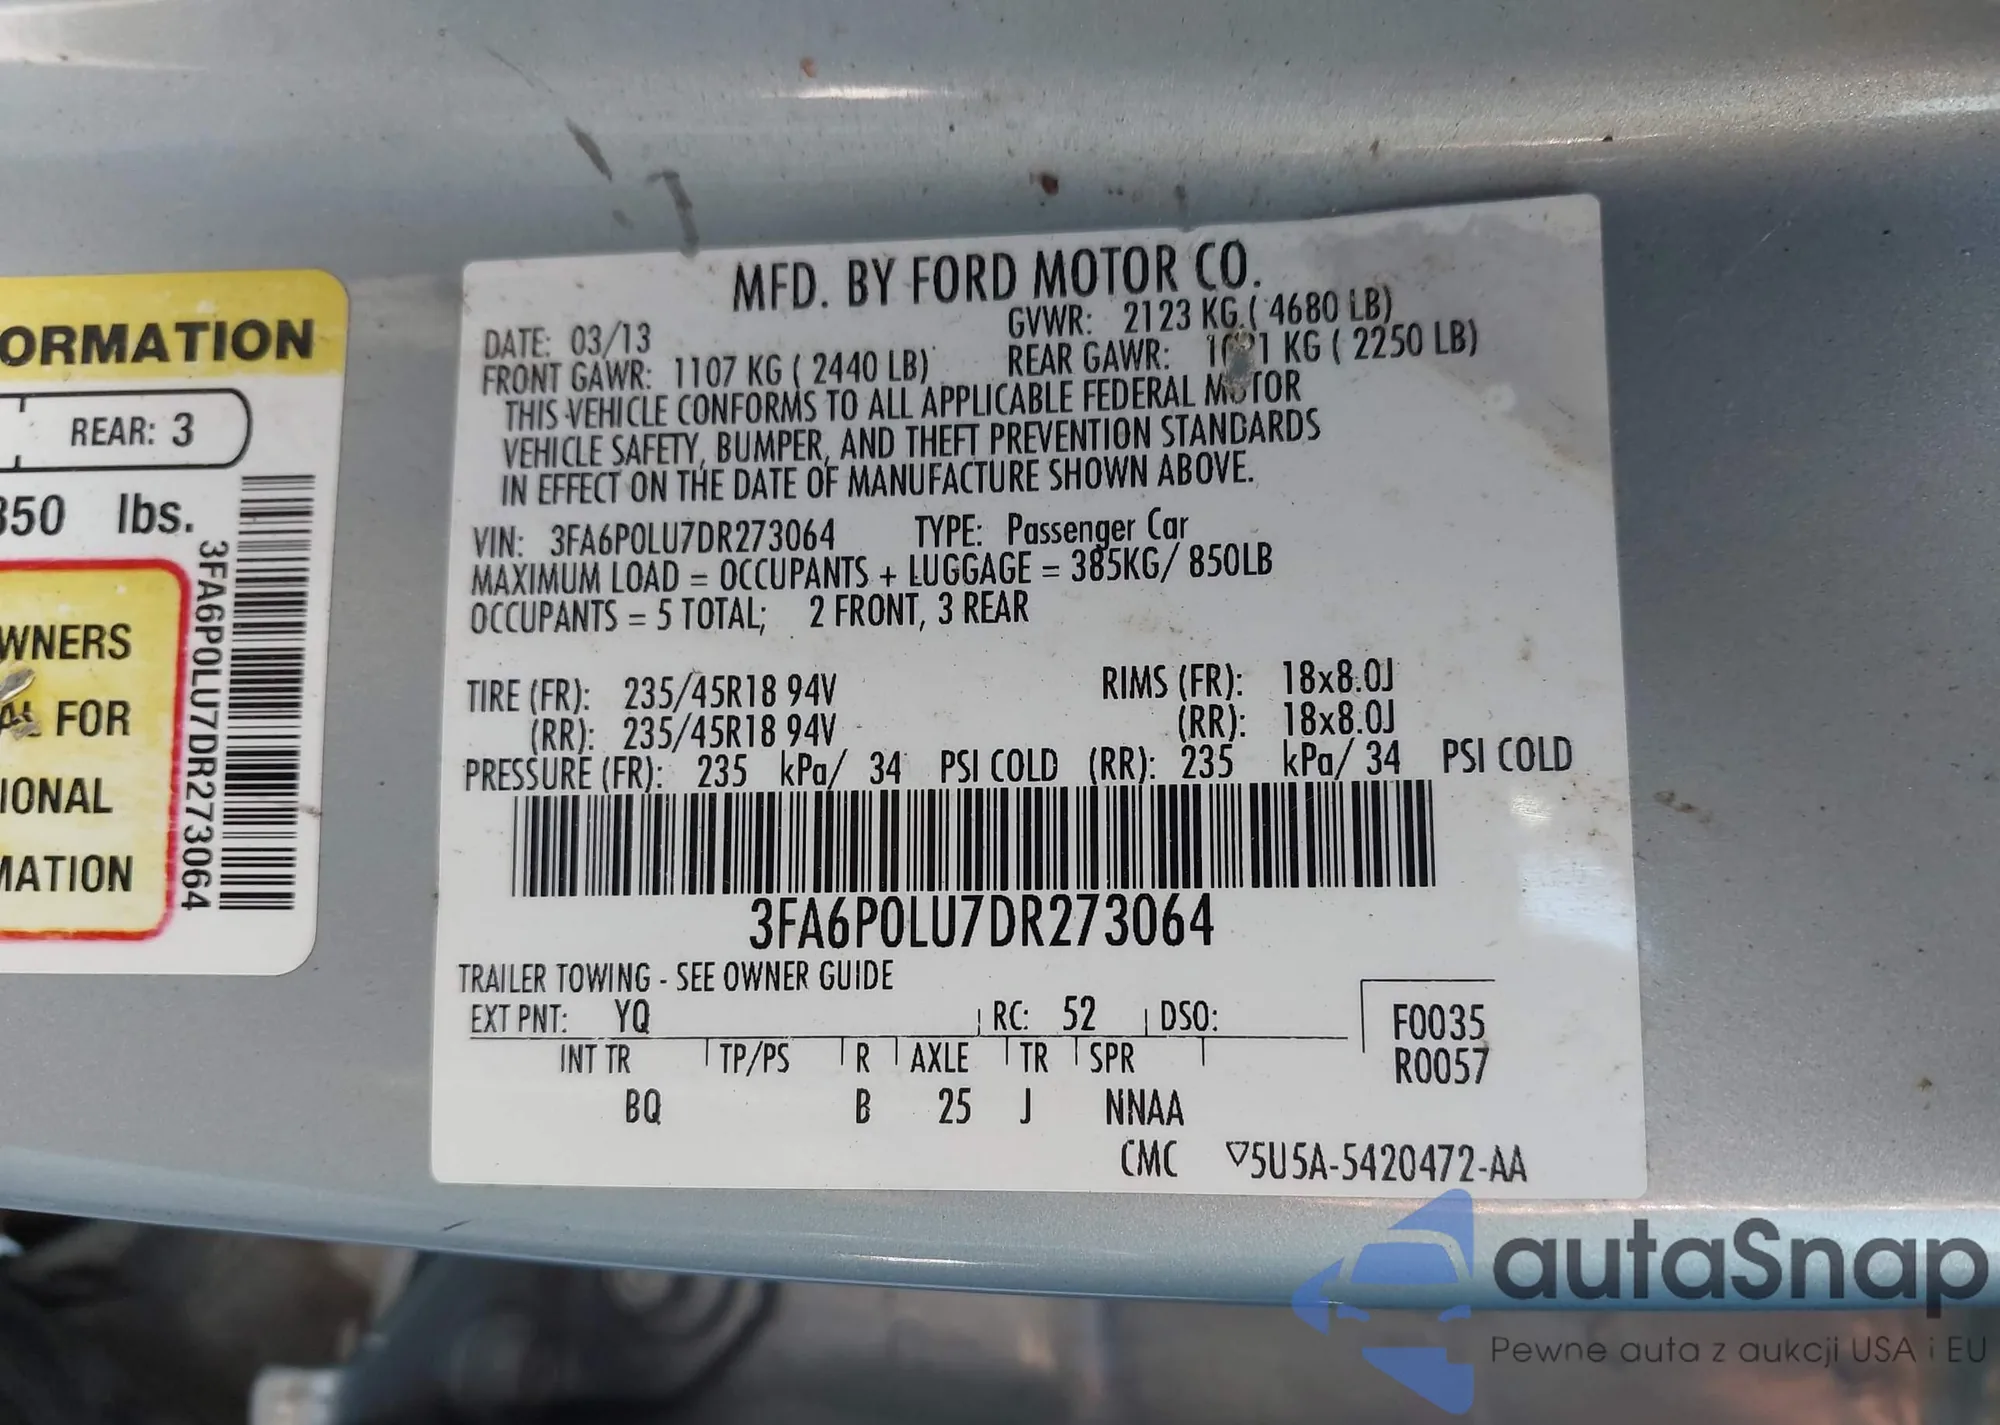 ORMATION
REAR: 3
350 lbs.
3FA6P0LU7DR273064
WNERS
FOR
IONAL
MATION
MFD. BY FORD MOTOR CO.
DATE: 03/13 GVWR: 2123 KG ( 4680 LB)
FRONT GAWR: 1107 KG ( 2440 LB) REAR GAWR: KG ( 2250 LB)
THIS VEHICLE CONFORMS TO ALL APPLICABLE FEDERAL MOTOR
VEHICLE SAFETY, BUMPER, AND THEFT PREVENTION STANDARDS
IN EFFECT ON THE DATE OF MANUFACTURE SHOWN ABOVE.
VIN: 3FA6P0LU7DR273064 TYPE: Passenger Car
MAXIMUM LOAD = OCCUPANTS + LUGGAGE = 385KG/ 850LB
OCCUPANTS = 5 TOTAL; 2 FRONT, 3 REAR
TIRE (FR): 235/45R18 94V RIMS (FR): 18x8.0J
(RR): 235/45R18 94V (RR): 18x8.0J
PRESSURE (FR): 235 kPa/ 34 PSI COLD (RR): 235 kPa/ 34 PSI COLD
3FA6P0LU7DR273064
TRAILER TOWING - SEE OWNER GUIDE
EXT PNT: YQ RC: 52 DSO: F0035
INT TR TP/PS R AXLE TR SPR R0057
BQ B 25 J NNAA
CMC ▽5U5A-5420472-AA
autaSnap
Pewne auta z aukcji USA i EU